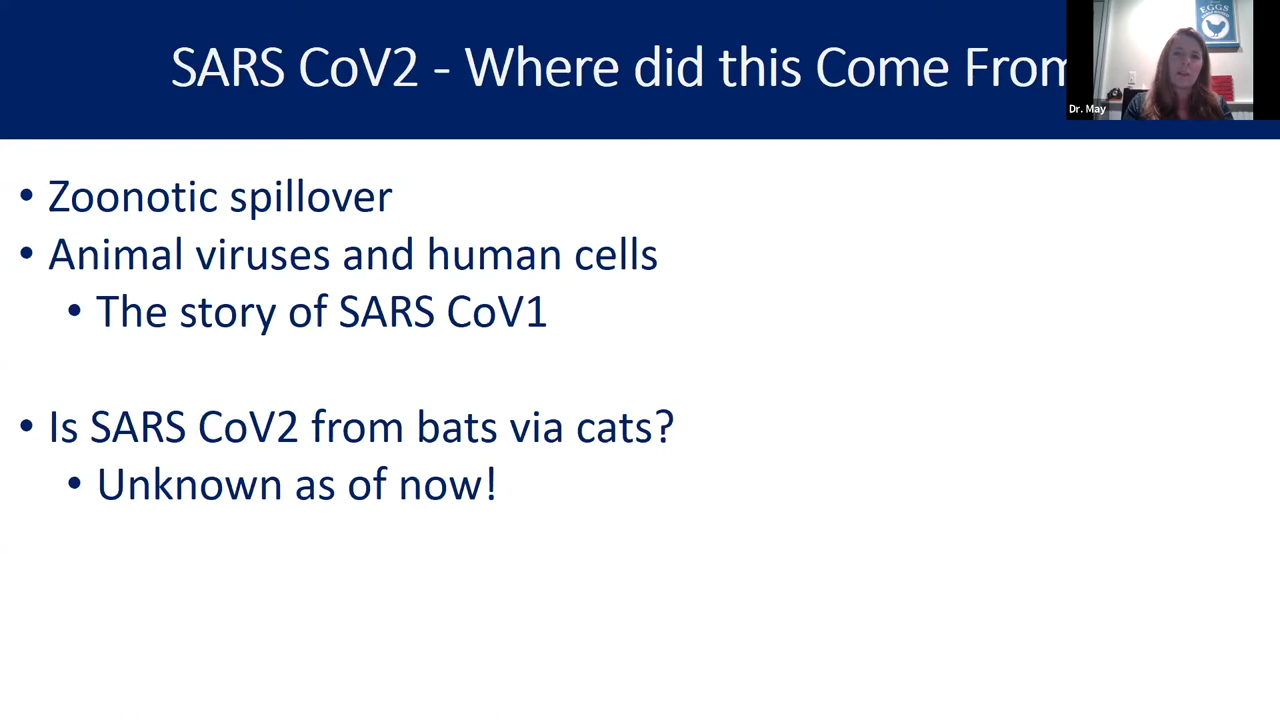 SARS CoV2 - Where did this Come From
EGGS
Dr. May
• Zoonotic spillover
• Animal viruses and human cells
• The story of SARS CoV1
• Is SARS CoV2 from bats via cats?
• Unknown as of now!